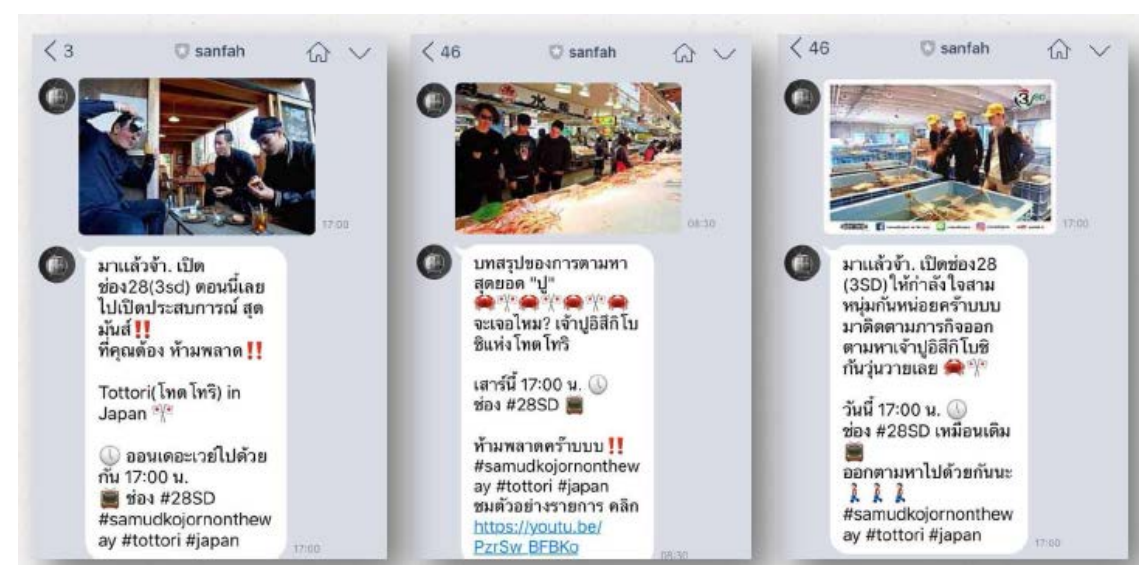 3
sanfah
17:00
มาแล้วจ้า. เปิด
ช่อง28(3sd) ตอนนี้เลย
ไปเปิดประสบการณ์ สุด
มันส์‼️
ที่คุณต้อง ห้ามพลาด‼️
Tottori(โทตโทริ) in
Japan 🎌
🕔 ออนเดอะเวย์ไปด้วย
กัน 17:00 น.
📺 ช่อง #28SD
#samudkojornonthew
ay #tottori #japan
17:00
46
sanfah
08:30
บทสรุปของการตามหา
สุดยอด "ปู"
🦀🎌🦀🎌🦀🎌🦀
จะเจอไหม? เจ้าปูอิสึกิโบ
ชิแห่งโทตโทริ
เสาร์นี้ 17:00 น. 🕔
ช่อง #28SD 📺
ห้ามพลาดคร๊าบบบ ‼️
#samudkojornonthew
ay #tottori #japan
ชมตัวอย่างรายการ คลิก
https://youtu.be/
PzrSw_BFBKo
08:30
46
sanfah
3
17:00
มาแล้วจ้า. เปิดช่อง28
(3SD)ให้กำลังใจสาม
หนุ่มกันหน่อยคร๊าบบบ
มาติดตามภารกิจออก
ตามหาเจ้าปูอิสึกิโบชิ
กันวุ่นวายเลย 🦀🎌
วันนี้ 17:00 น. 🕔
ช่อง #28SD เหมือนเดิม
📺
ออกตามหาไปด้วยกันนะ
🚶🚶🚶
#samudkojornonthew
ay #tottori #japan
17:00